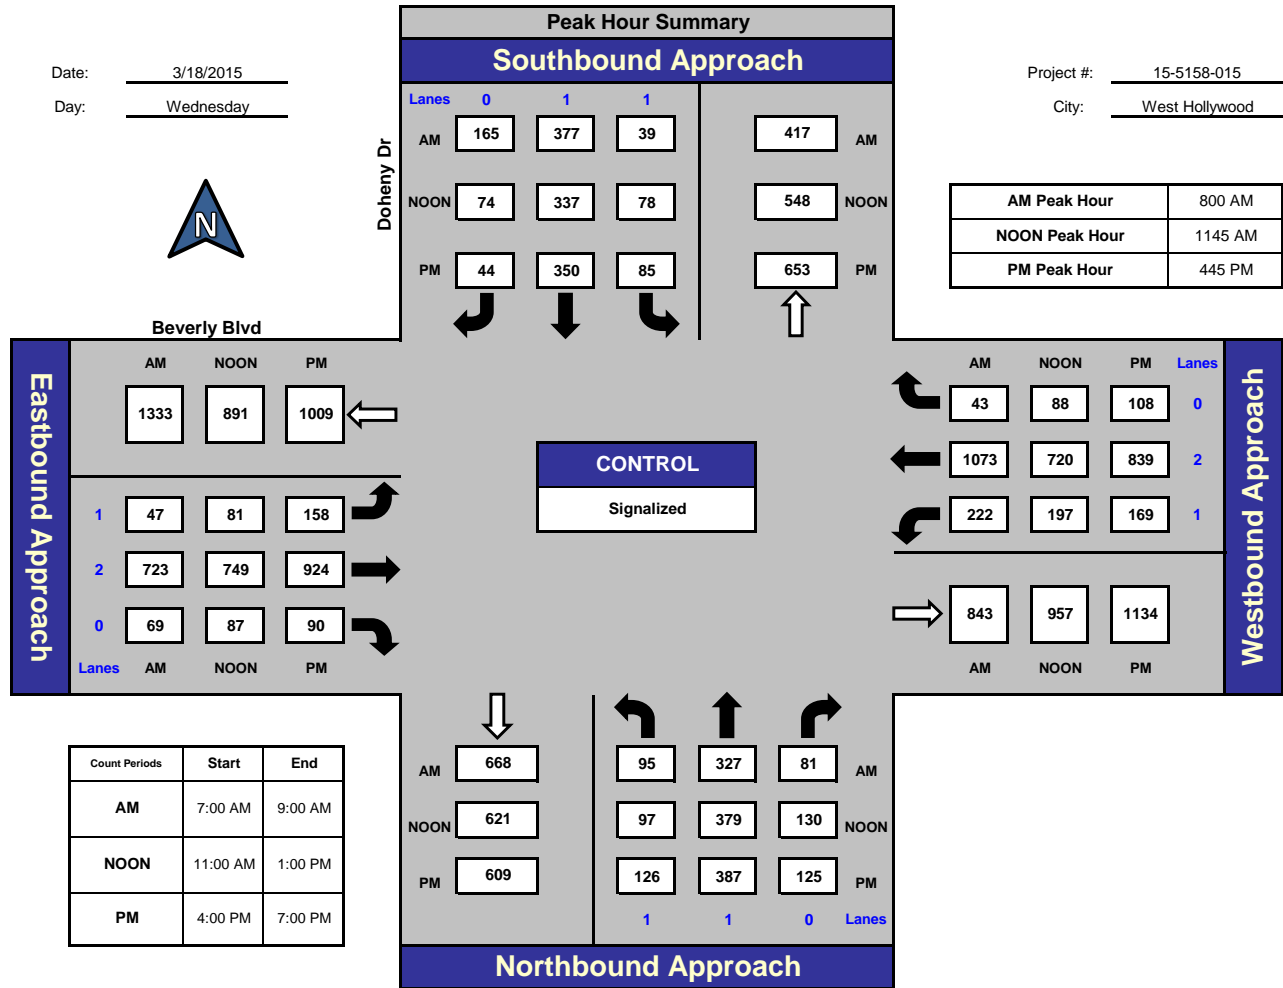 Peak Hour Summary
Southbound Approach
Date: 3/18/2015
Day: Wednesday
Project #: 15-5158-015
City: West Hollywood
N
Doheny Dr
Lanes 0 1 1
AM 165 377 39 417 AM
NOON 74 337 78 548 NOON
PM 44 350 85 653 PM
AM Peak Hour 800 AM
NOON Peak Hour 1145 AM
PM Peak Hour 445 PM
Beverly Blvd
Eastbound Approach
AM NOON PM
1333 891 1009
1 47 81 158
2 723 749 924
0 69 87 90
Lanes AM NOON PM
CONTROL
Signalized
AM NOON PM Lanes
43 88 108 0
1073 720 839 2
222 197 169 1
843 957 1134
AM NOON PM
Westbound Approach
Count Periods Start End
AM 7:00 AM 9:00 AM
NOON 11:00 AM 1:00 PM
PM 4:00 PM 7:00 PM
AM 668 95 327 81 AM
NOON 621 97 379 130 NOON
PM 609 126 387 125 PM
1 1 0 Lanes
Northbound Approach